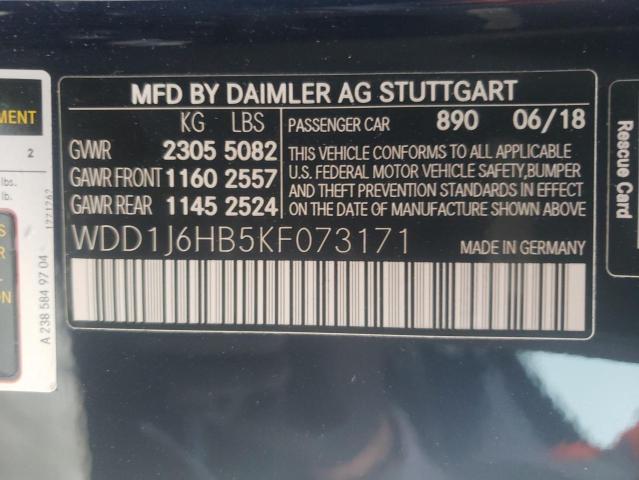 MFD BY DAIMLER AG STUTTGART
KG LBS
GVWR 2305 5082
GAWR FRONT 1160 2557
GAWR REAR 1145 2524
PASSENGER CAR 890 06/18
THIS VEHICLE CONFORMS TO ALL APPLICABLE
U.S. FEDERAL MOTOR VEHICLE SAFETY,BUMPER
AND THEFT PREVENTION STANDARDS IN EFFECT
ON THE DATE OF MANUFACTURE SHOWN ABOVE.
WDD1J6HB5KF073171
MADE IN GERMANY
MENT
2
lbs.
S
R
ON
A 238 584 97 04
Rescue Card